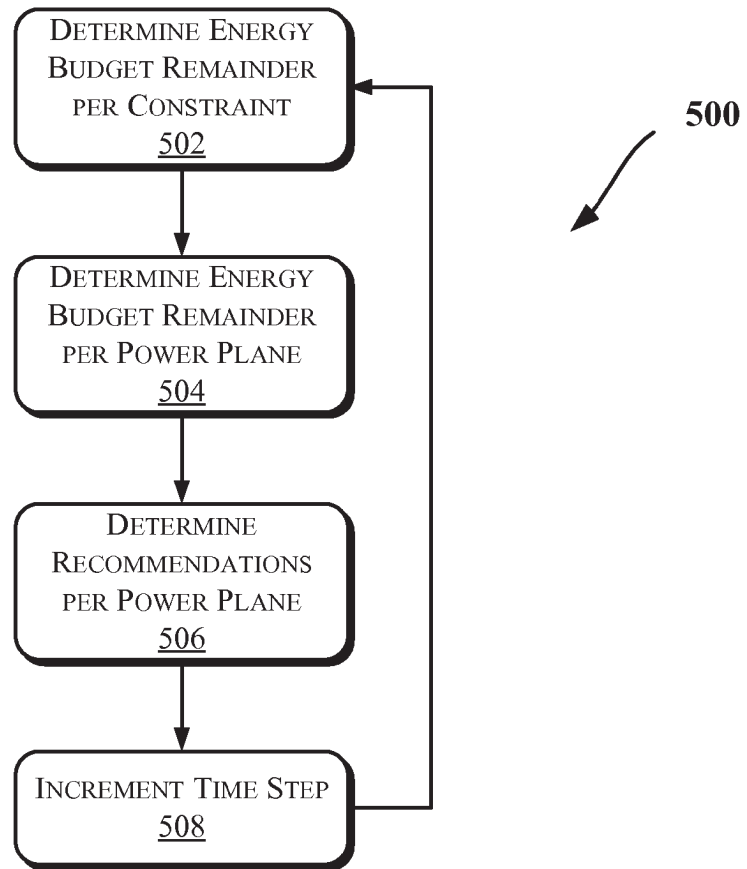 DETERMINE ENERGY
BUDGET REMAINDER
PER CONSTRAINT
502
500
DETERMINE ENERGY
BUDGET REMAINDER
PER POWER PLANE
504
DETERMINE
RECOMMENDATIONS
PER POWER PLANE
506
INCREMENT TIME STEP
508